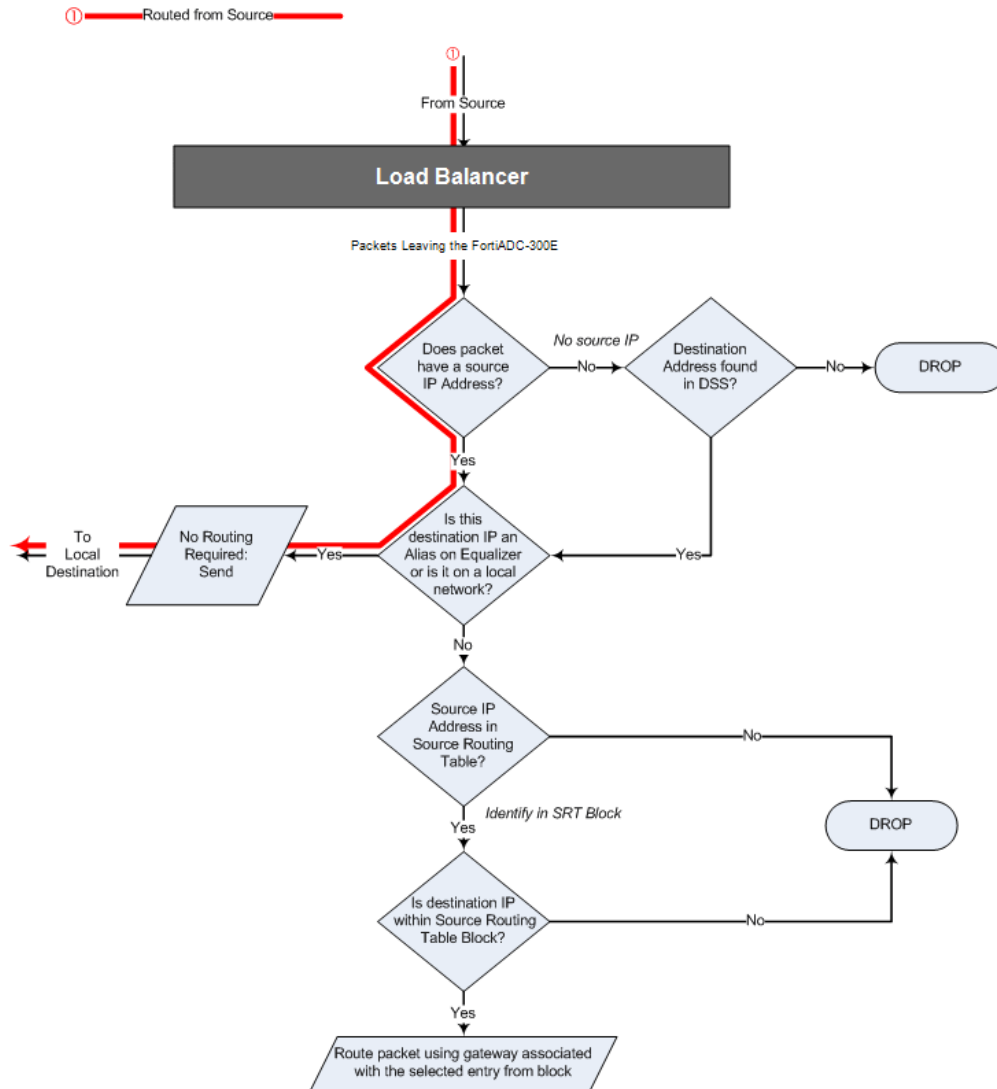 ① Routed from Source
①
From Source
Load Balancer
Packets Leaving the FortiADC-300E
Does packet
have a source
IP Address?
No source IP
No
Destination
Address found
in DSS?
No
DROP
Yes
Yes
Is this
destination IP an
Alias on Equalizer
or is it on a local
network?
Yes
No Routing
Required:
Send
To
Local
Destination
No
Source IP
Address in
Source Routing
Table?
No
Identify in SRT Block
Yes
DROP
Is destination IP
within Source Routing
Table Block?
No
Yes
Route packet using gateway associated
with the selected entry from block